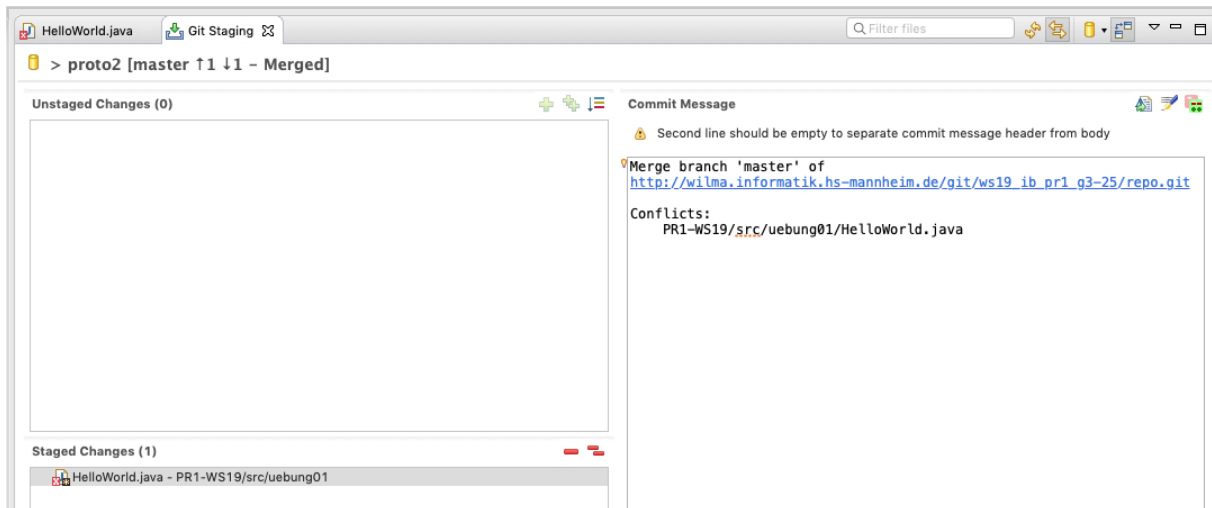 HelloWorld.java
Git Staging
Filter files
> proto2 [master ↑1 ↓1 – Merged]
Unstaged Changes (0)
Commit Message
Second line should be empty to separate commit message header from body
Merge branch 'master' of
http://wilma.informatik.hs-mannheim.de/git/ws19_ib_pr1_g3-25/repo.git
Conflicts:
PR1-WS19/src/uebung01/HelloWorld.java
Staged Changes (1)
HelloWorld.java - PR1-WS19/src/uebung01